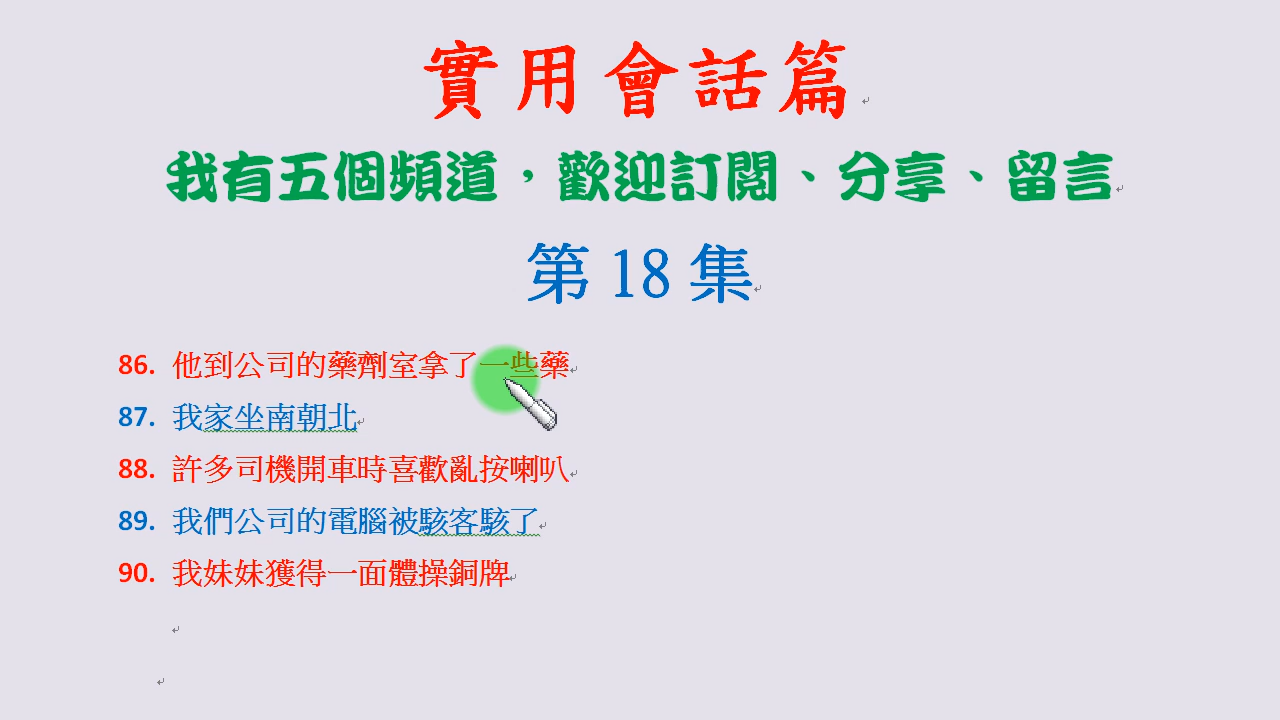 實用會話篇
我有五個頻道，歡迎訂閱、分享、留言
第 18 集
86. 他到公司的藥劑室拿了一些藥
87. 我家坐南朝北
88. 許多司機開車時喜歡亂按喇叭
89. 我們公司的電腦被駭客駭了
90. 我妹妹獲得一面體操銅牌